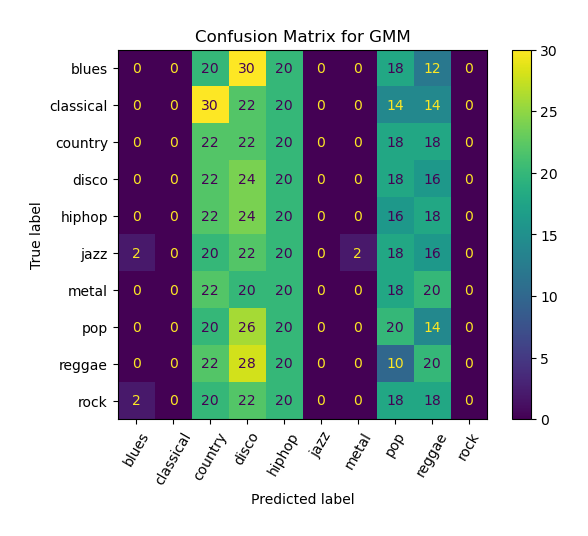 Confusion Matrix for GMM
blues 0 0 20 30 20 0 0 18 12 0
classical 0 0 30 22 20 0 0 14 14 0
country 0 0 22 22 20 0 0 18 18 0
disco 0 0 22 24 20 0 0 18 16 0
hiphop 0 0 22 24 20 0 0 16 18 0
jazz 2 0 20 22 20 0 2 18 16 0
metal 0 0 22 20 20 0 0 18 20 0
pop 0 0 20 26 20 0 0 20 14 0
reggae 0 0 22 28 20 0 0 10 20 0
rock 2 0 20 22 20 0 0 18 18 0
True label
blues classical country disco hiphop jazz metal pop reggae rock
Predicted label
30
25
20
15
10
5
0